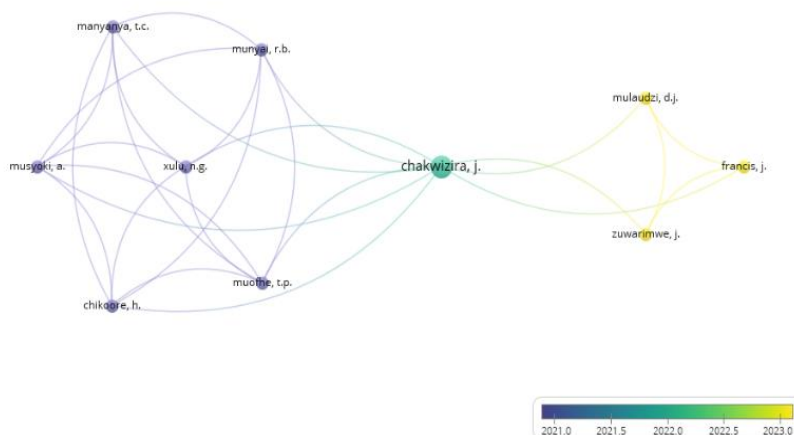 manyanya, t.c.
munyai, r.b.
mulaudzi, d.j.
musyoki, a.
xulu, n.g.
chakwizira, j.
francis, j.
zuwarimwe, j.
muofhe, t.p.
chikoore, h.
2021.0 2021.5 2022.0 2022.5 2023.0